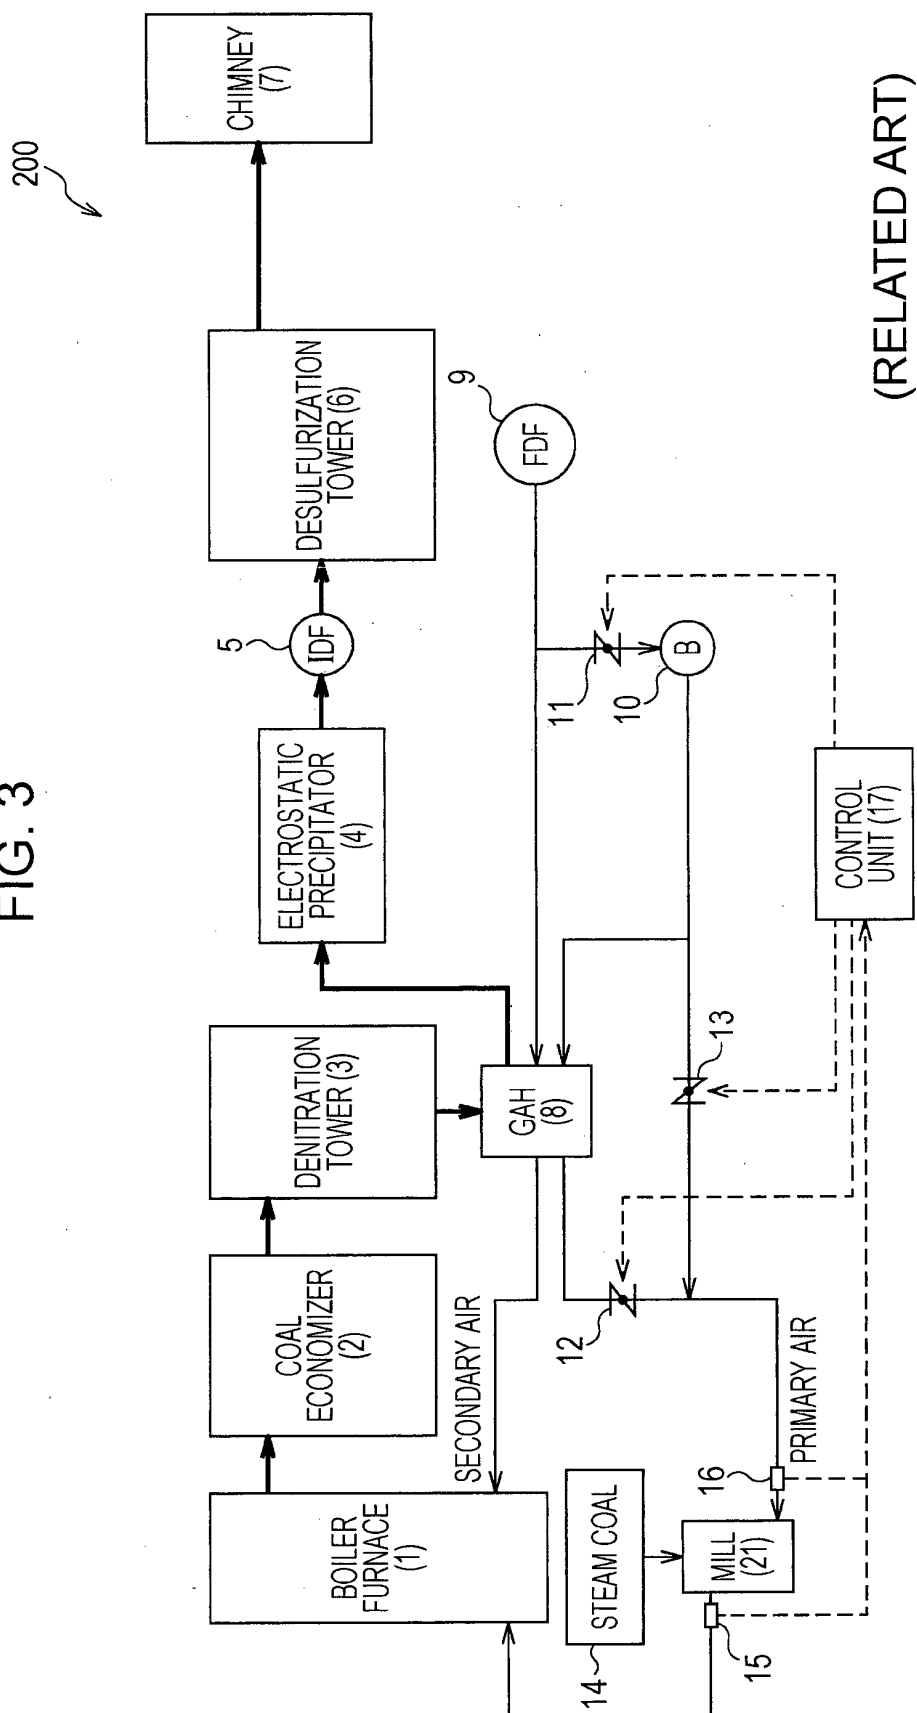 FIG. 3
200
BOILER
FURNACE
(1)
COAL
ECONOMIZER
(2)
DENITRATION
TOWER (3)
ELECTROSTATIC
PRECIPITATOR
(4)
5
IDF
DESULFURIZATION
TOWER (6)
CHIMNEY
(7)
SECONDARY AIR
GAH
(8)
9
FDF
11
10
B
12
13
14
STEAM COAL
15
MILL
(21)
16
PRIMARY AIR
CONTROL
UNIT (17)
(RELATED ART)